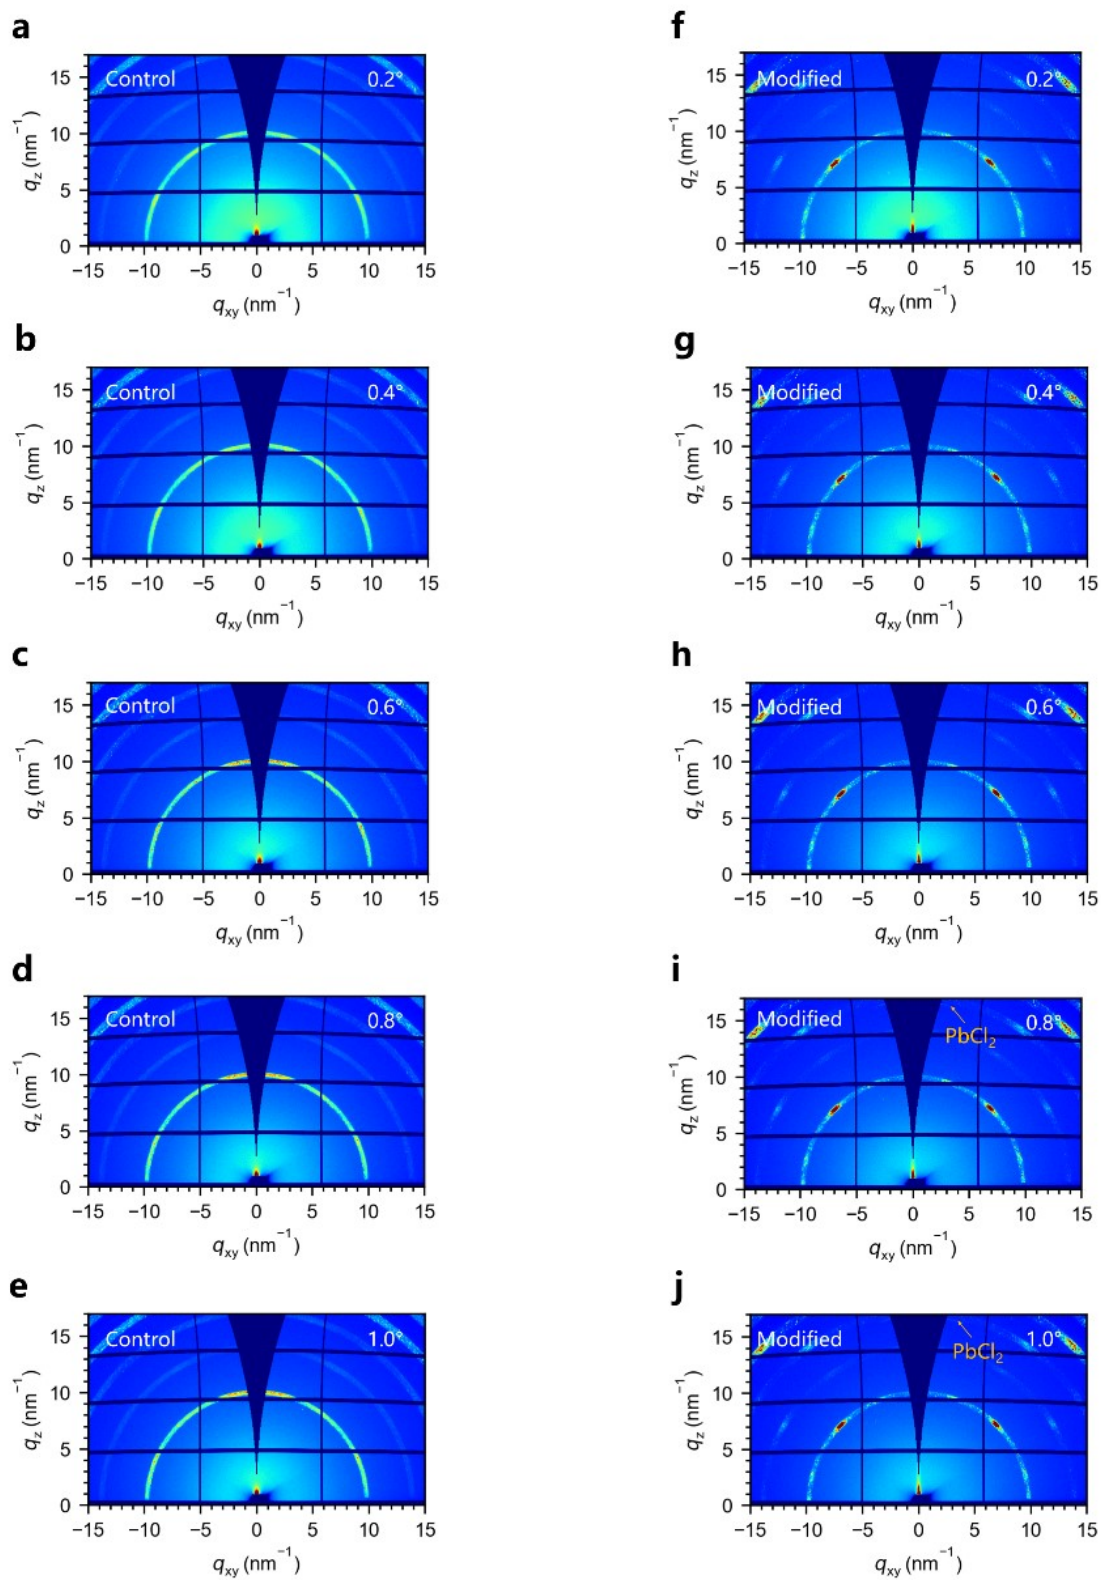 a
Control 0.2°
15
10
5
0
−15 −10 −5 0 5 10 15
qz (nm−1)
qxy (nm−1)
f
Modified 0.2°
15
10
5
0
−15 −10 −5 0 5 10 15
qz (nm−1)
qxy (nm−1)
b
Control 0.4°
15
10
5
0
−15 −10 −5 0 5 10 15
qz (nm−1)
qxy (nm−1)
g
Modified 0.4°
15
10
5
0
−15 −10 −5 0 5 10 15
qz (nm−1)
qxy (nm−1)
c
Control 0.6°
15
10
5
0
−15 −10 −5 0 5 10 15
qz (nm−1)
qxy (nm−1)
h
Modified 0.6°
15
10
5
0
−15 −10 −5 0 5 10 15
qz (nm−1)
qxy (nm−1)
d
Control 0.8°
15
10
5
0
−15 −10 −5 0 5 10 15
qz (nm−1)
qxy (nm−1)
i
Modified 0.8°
PbCl2
15
10
5
0
−15 −10 −5 0 5 10 15
qz (nm−1)
qxy (nm−1)
e
Control 1.0°
15
10
5
0
−15 −10 −5 0 5 10 15
qz (nm−1)
qxy (nm−1)
j
Modified 1.0°
PbCl2
15
10
5
0
−15 −10 −5 0 5 10 15
qz (nm−1)
qxy (nm−1)